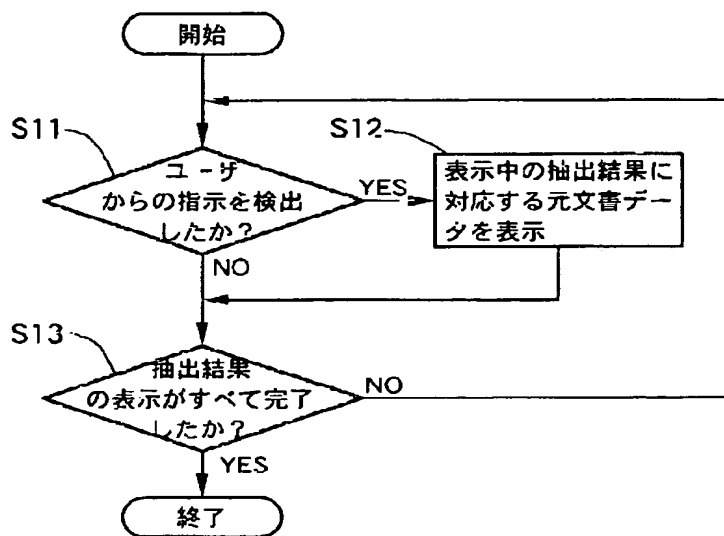 開始
S11
ユーザ
からの指示を検出
したか?
YES
NO
S12
表示中の抽出結果に
対応する元文書デー
タを表示
S13
抽出結果
の表示がすべて完了
したか?
NO
YES
終了